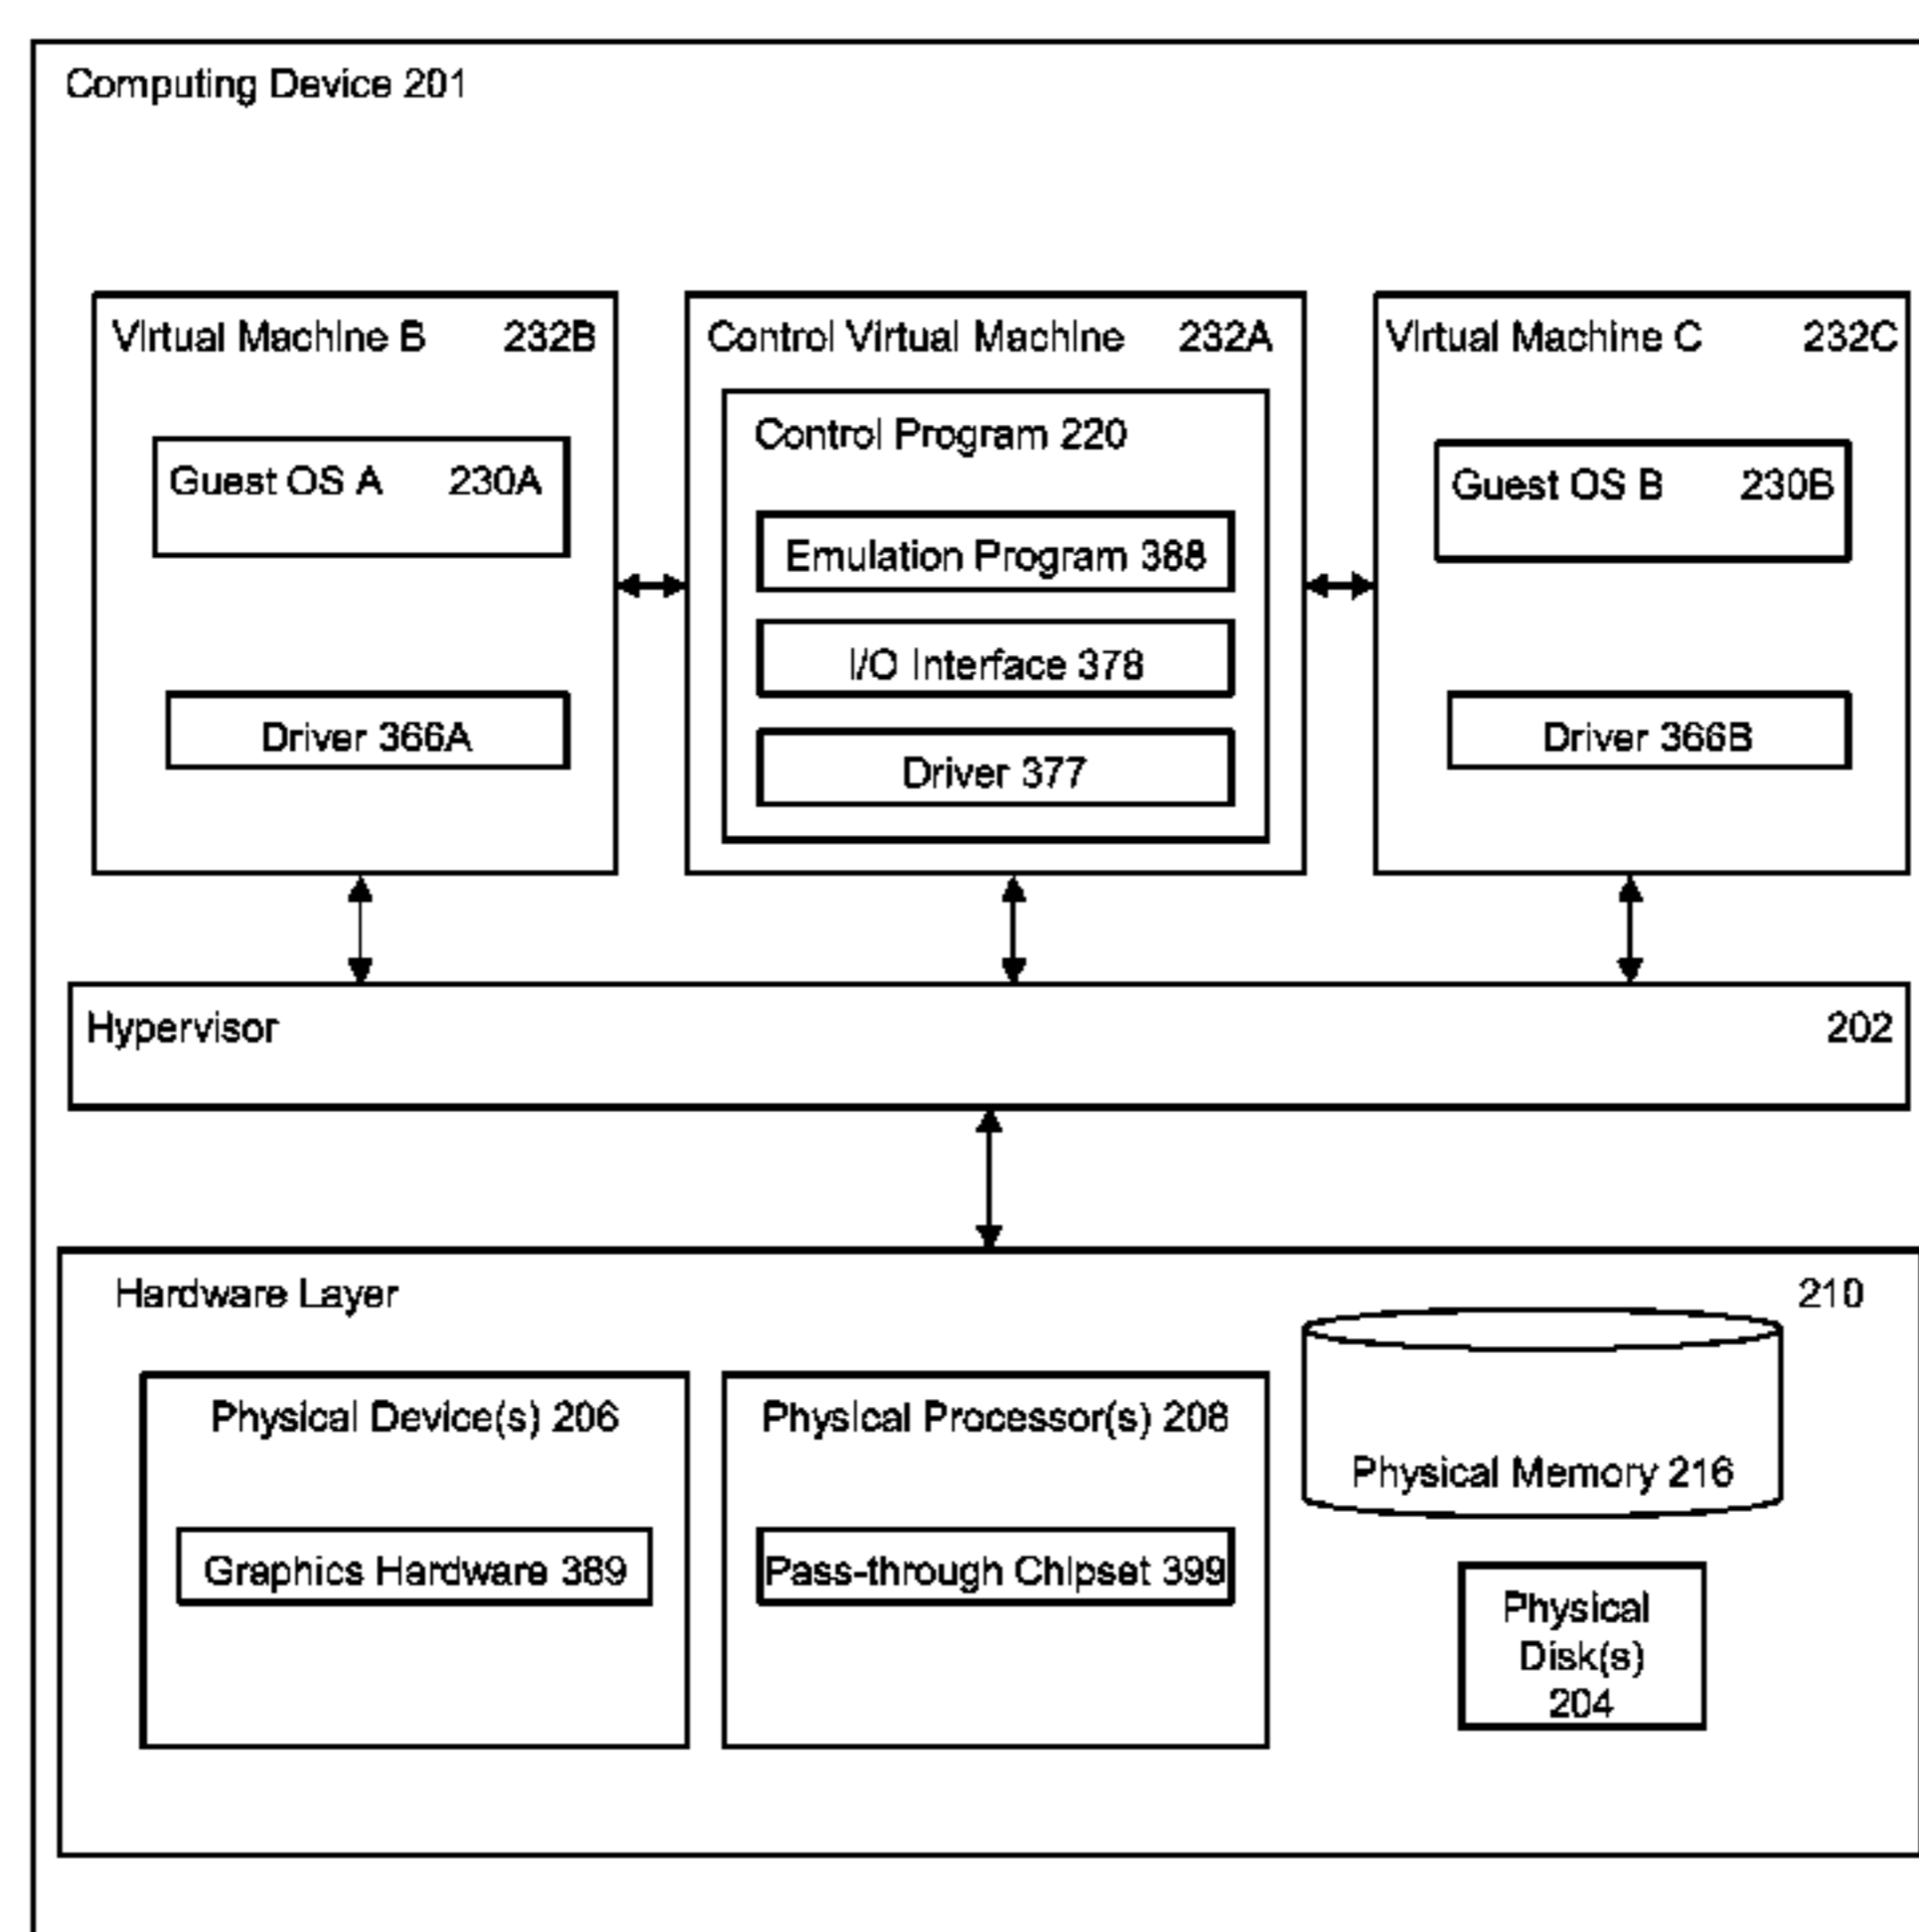 Computing Device 201
Virtual Machine B 232B
Guest OS A 230A
Driver 366A
Control Virtual Machine 232A
Control Program 220
Emulation Program 388
I/O Interface 378
Driver 377
Virtual Machine C 232C
Guest OS B 230B
Driver 366B
Hypervisor 202
Hardware Layer 210
Physical Device(s) 206
Graphics Hardware 389
Physical Processor(s) 208
Pass-through Chipset 399
Physical Memory 216
Physical
Disk(s)
204